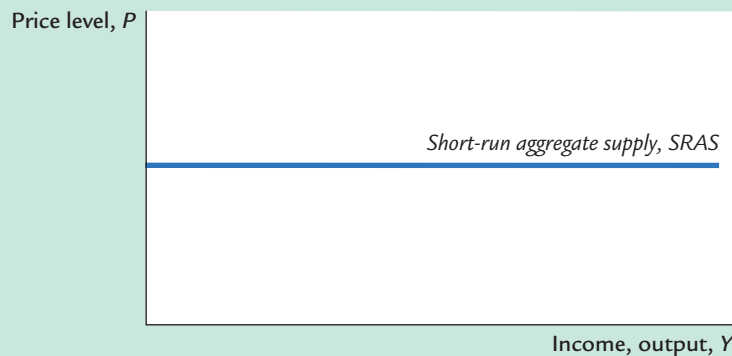 Price level, P
Short-run aggregate supply, SRAS
Income, output, Y